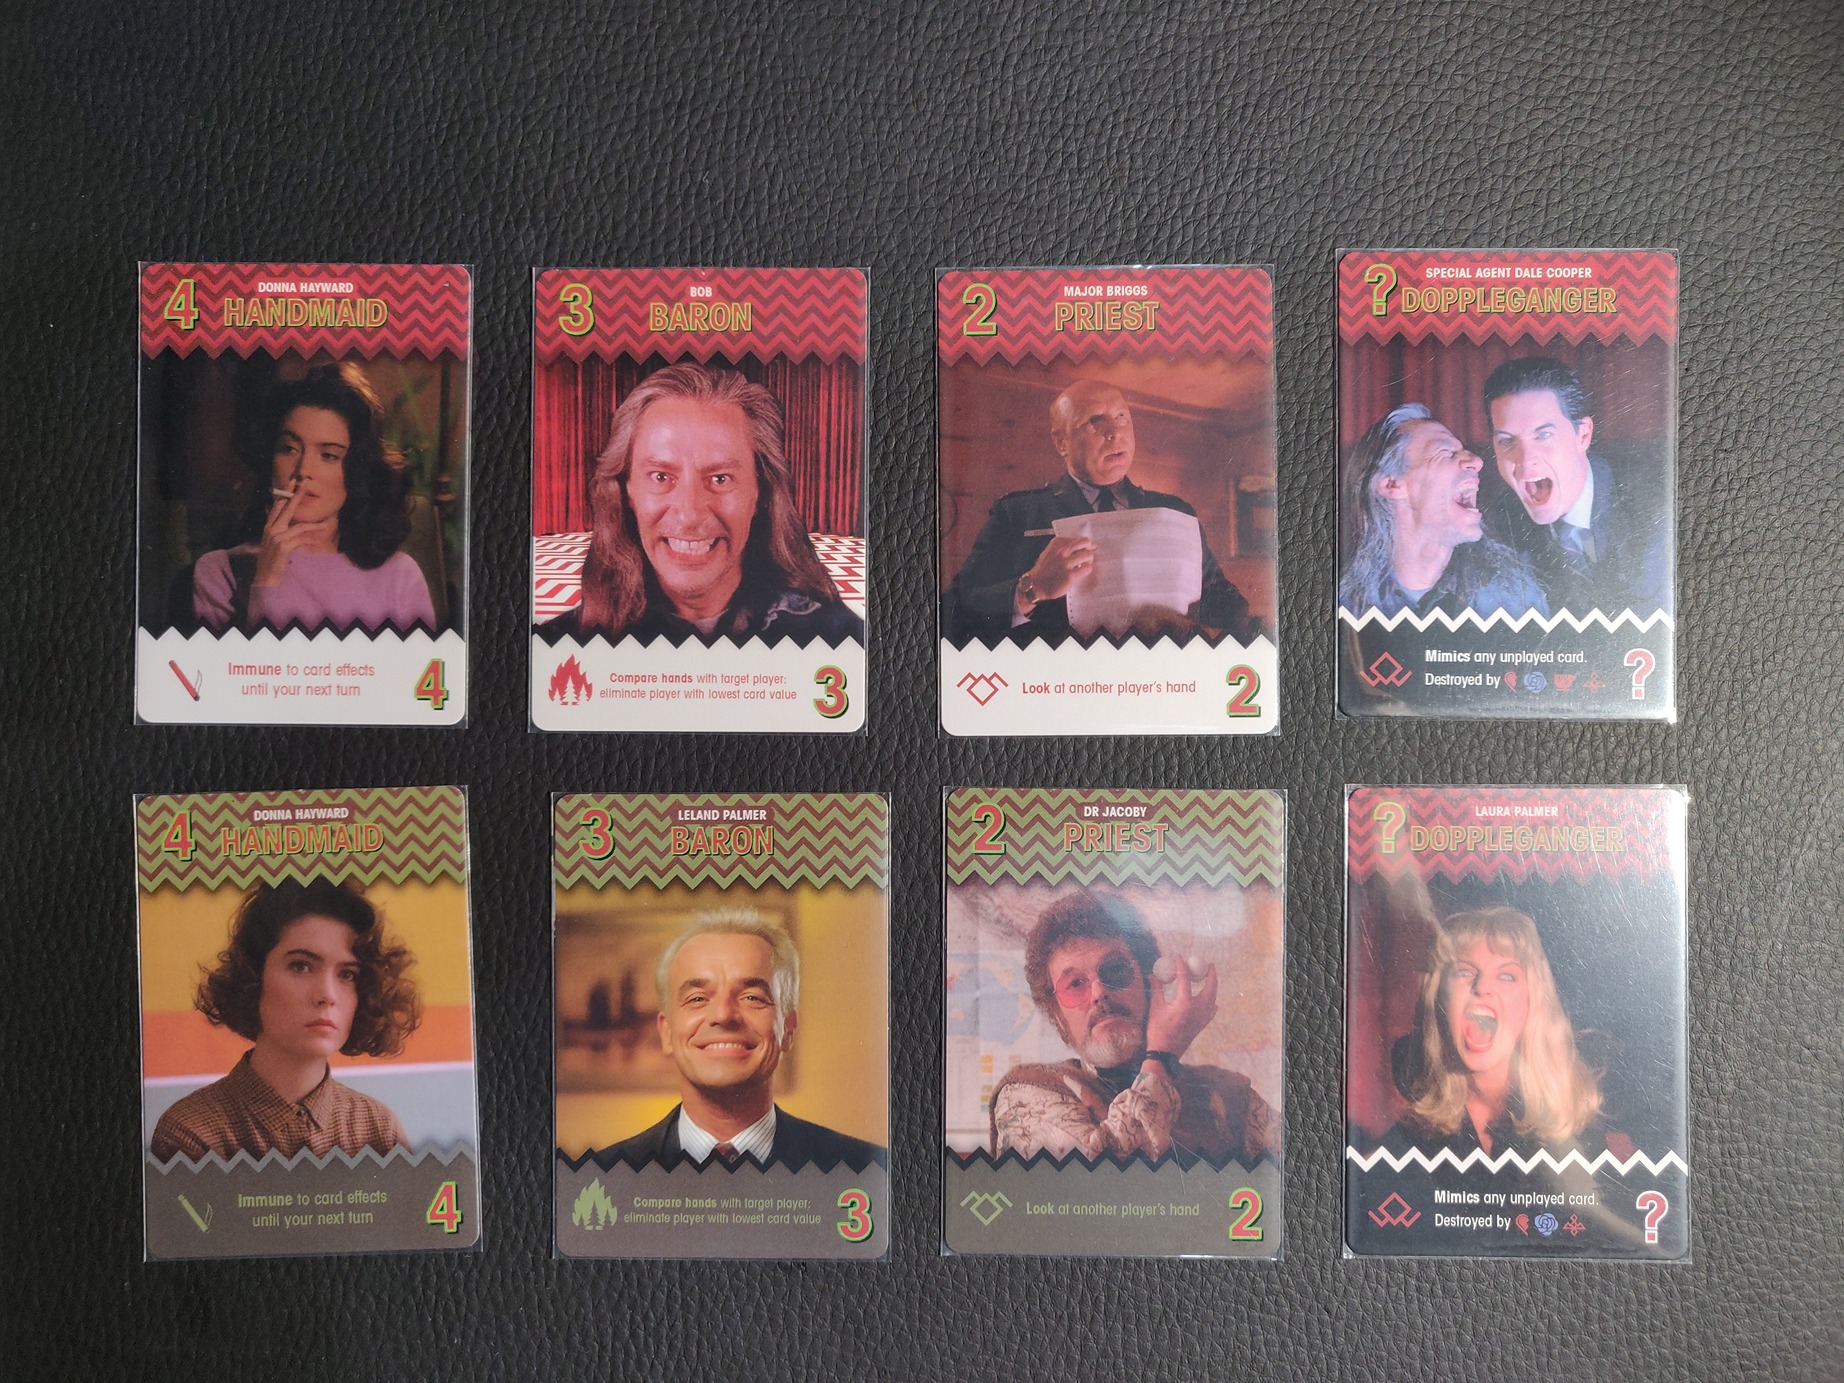 4
DONNA HAYWARD
HANDMAID
Immune to card effects
until your next turn
4
3
BOB
BARON
Compare hands with target player:
eliminate player with lowest card value
3
2
MAJOR BRIGGS
PRIEST
Look at another player's hand
2
?
SPECIAL AGENT DALE COOPER
DOPPLEGANGER
Mimics any unplayed card.
Destroyed by
?
4
DONNA HAYWARD
HANDMAID
Immune to card effects
until your next turn
4
3
LELAND PALMER
BARON
Compare hands with target player:
eliminate player with lowest card value
3
2
DR JACOBY
PRIEST
Look at another player's hand
2
?
LAURA PALMER
DOPPLEGANGER
Mimics any unplayed card.
Destroyed by
?